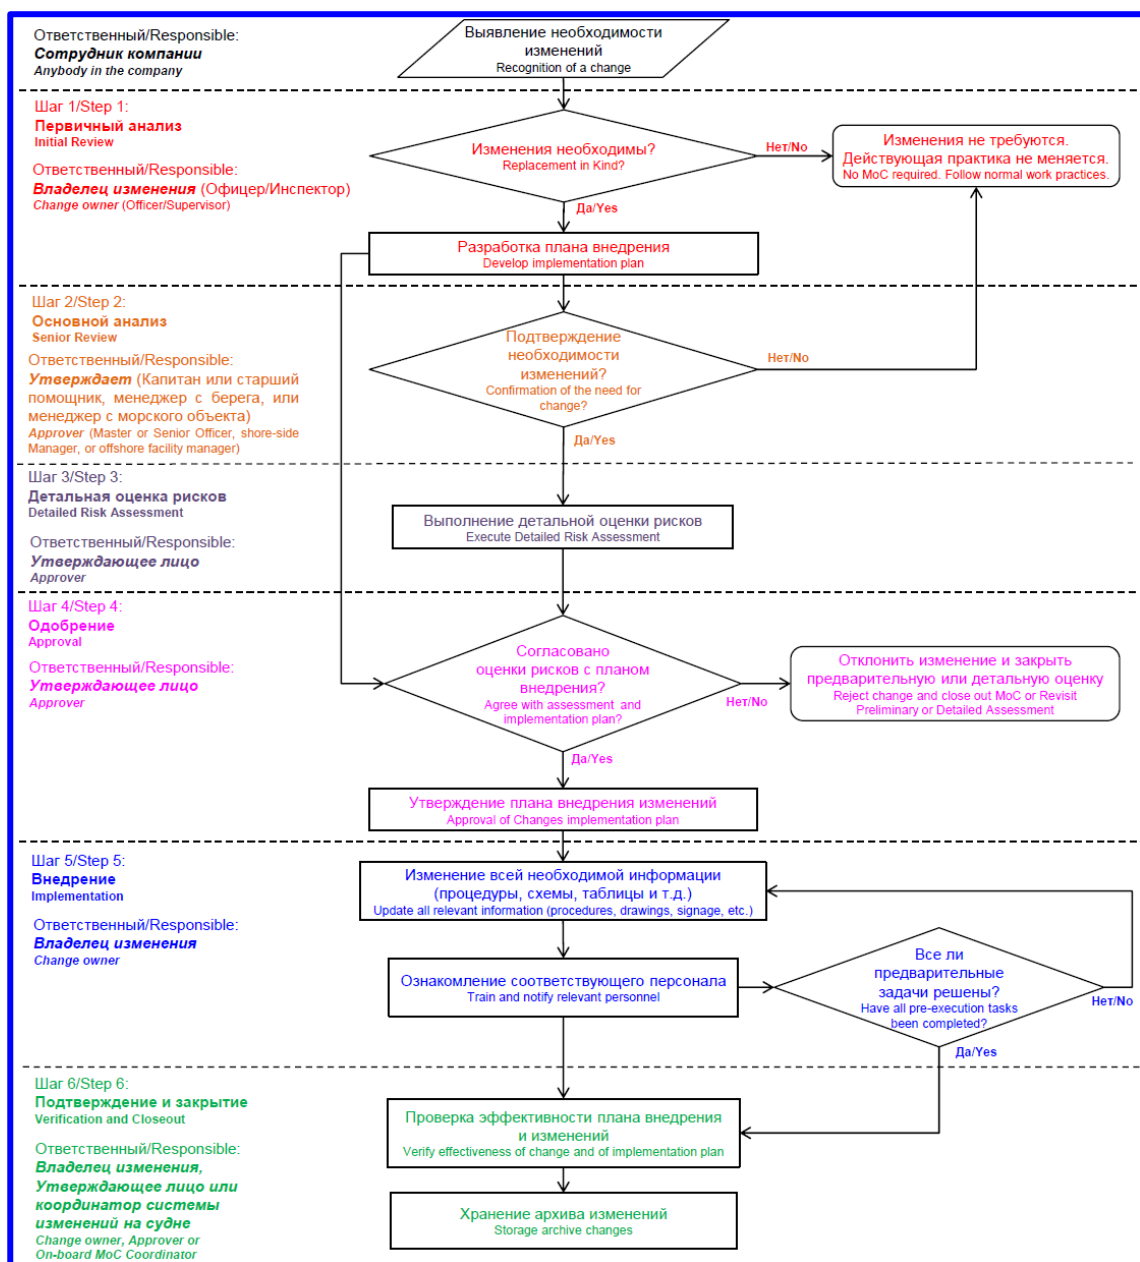 Ответственный/Responsible:
Сотрудник компании
Anybody in the company
Выявление необходимости
изменений
Recognition of a change
Шаг 1/Step 1:
Первичный анализ
Initial Review
Ответственный/Responsible:
Владелец изменения (Офицер/Инспектор)
Change owner (Officer/Supervisor)
Изменения необходимы?
Replacement in Kind?
Нет/No
Изменения не требуются.
Действующая практика не меняется.
No MoC required. Follow normal work practices.
Да/Yes
Разработка плана внедрения
Develop implementation plan
Шаг 2/Step 2:
Основной анализ
Senior Review
Ответственный/Responsible:
Утверждает (Капитан или старший
помощник, менеджер с берега, или
менеджер с морского объекта)
Approver (Master or Senior Officer, shore-side
Manager, or offshore facility manager)
Подтверждение
необходимости
изменений?
Confirmation of the need for
change?
Нет/No
Да/Yes
Шаг 3/Step 3:
Детальная оценка рисков
Detailed Risk Assessment
Ответственный/Responsible:
Утверждающее лицо
Approver
Выполнение детальной оценки рисков
Execute Detailed Risk Assessment
Шаг 4/Step 4:
Одобрение
Approval
Ответственный/Responsible:
Утверждающее лицо
Approver
Согласовано
оценки рисков с планом
внедрения?
Agree with assessment and
implementation plan?
Нет/No
Отклонить изменение и закрыть
предварительную или детальную оценку
Reject change and close out MoC or Revisit
Preliminary or Detailed Assessment
Да/Yes
Утверждение плана внедрения изменений
Approval of Changes implementation plan
Шаг 5/Step 5:
Внедрение
Implementation
Ответственный/Responsible:
Владелец изменения
Change owner
Изменение всей необходимой информации
(процедуры, схемы, таблицы и т.д.)
Update all relevant information (procedures, drawings, signage, etc.)
Ознакомление соответствующего персонала
Train and notify relevant personnel
Все ли
предварительные
задачи решены?
Have all pre-execution tasks
been completed?
Нет/No
Да/Yes
Шаг 6/Step 6:
Подтверждение и закрытие
Verification and Closeout
Ответственный/Responsible:
Владелец изменения,
Утверждающее лицо или
координатор системы
изменений на судне
Change owner, Approver or
On-board MoC Coordinator
Проверка эффективности плана внедрения
и изменений
Verify effectiveness of change and of implementation plan
Хранение архива изменений
Storage archive changes